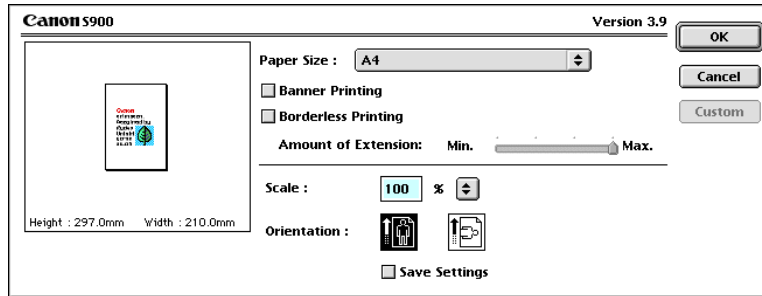 Canon S900
Version 3.9
OK
Cancel
Custom
Paper Size :
A4
Banner Printing
Borderless Printing
Amount of Extension:
Min.
Max.
Canon
Height : 297.0mm Width : 210.0mm
Scale :
100
%
Orientation :
Save Settings